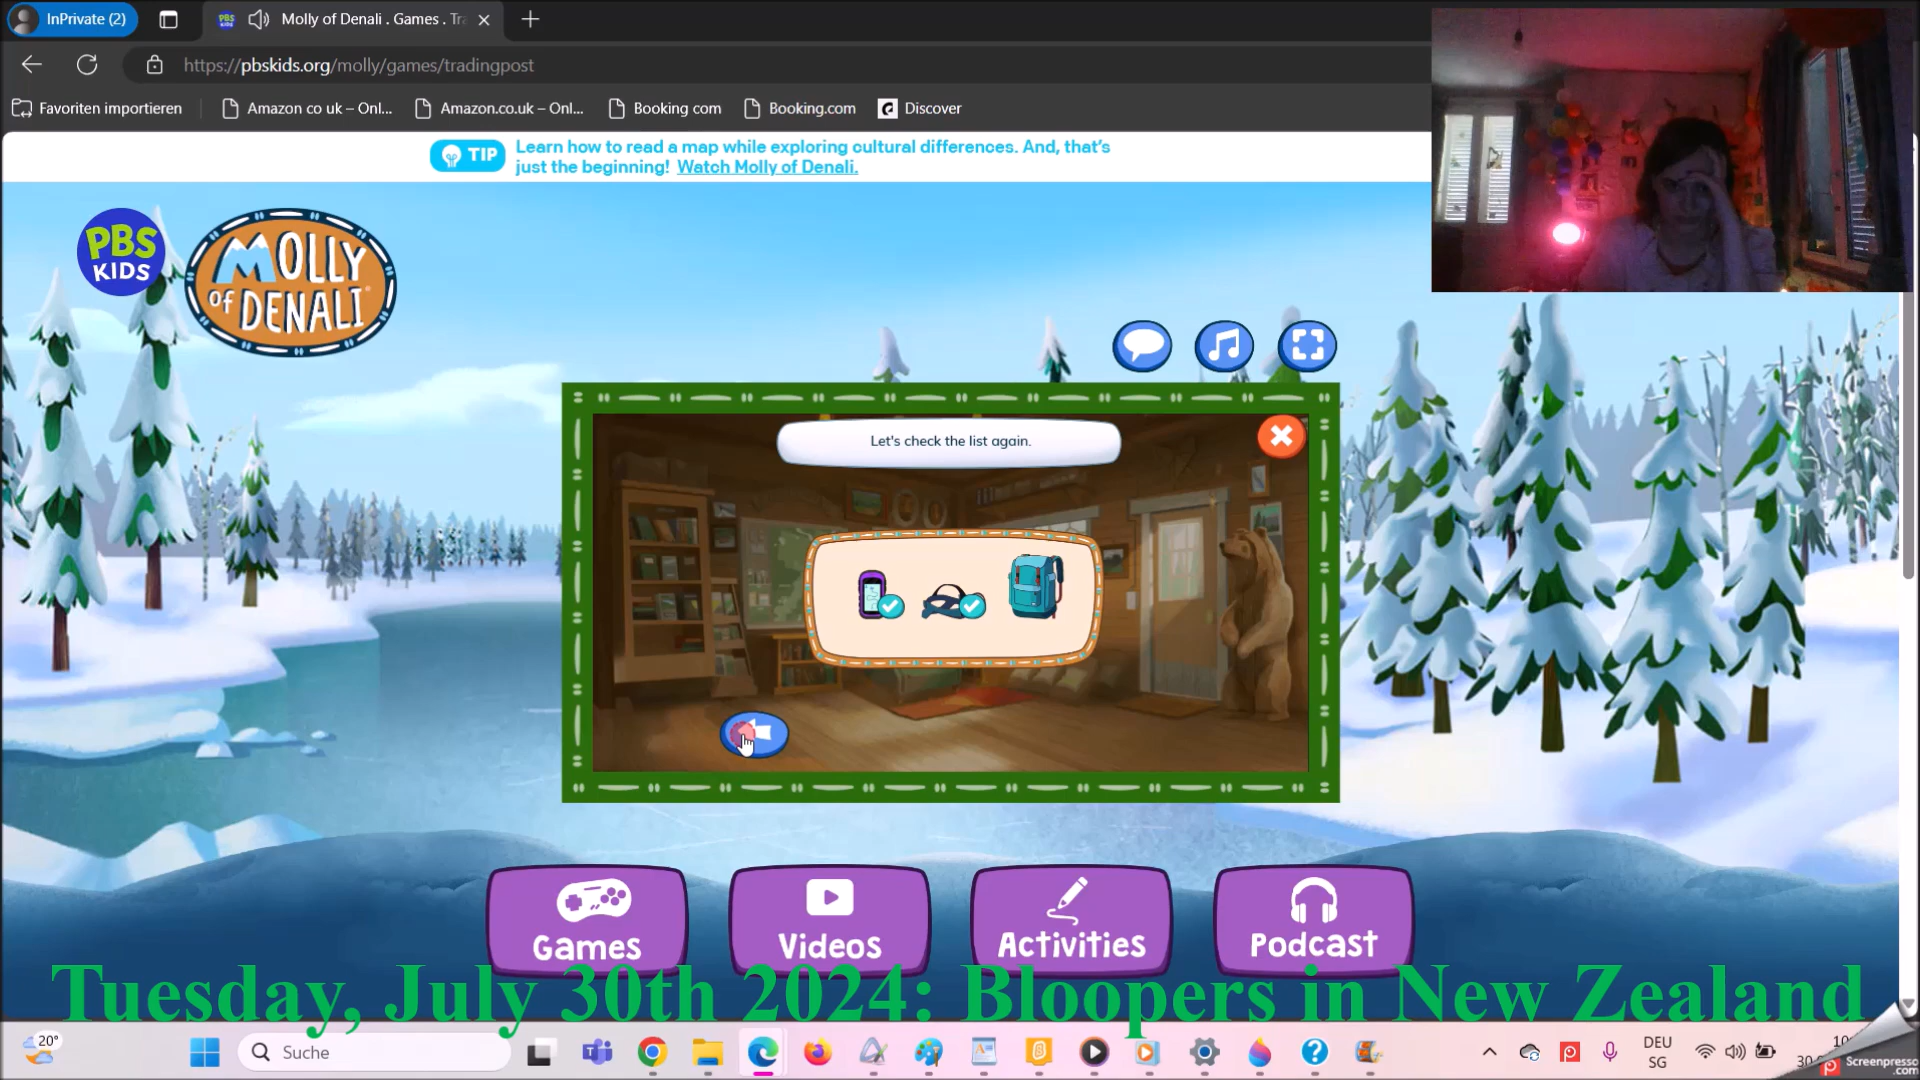 InPrivate (2)
Molly of Denali . Games . Tra
https://pbskids.org/molly/games/tradingpost
Favoriten importieren
Amazon co uk – Onl...
Amazon.co.uk – Onl...
Booking com
Booking.com
Discover
TIP
Learn how to read a map while exploring cultural differences. And, that's
just the beginning! Watch Molly of Denali.
PBS
KIDS
MOLLY
OF DENALI
Let's check the list again.
Games
Videos
Activities
Podcast
Tuesday, July 30th 2024: Bloopers in New Zealand
20°
Suche
DEU
SG
Screenpresso
.com